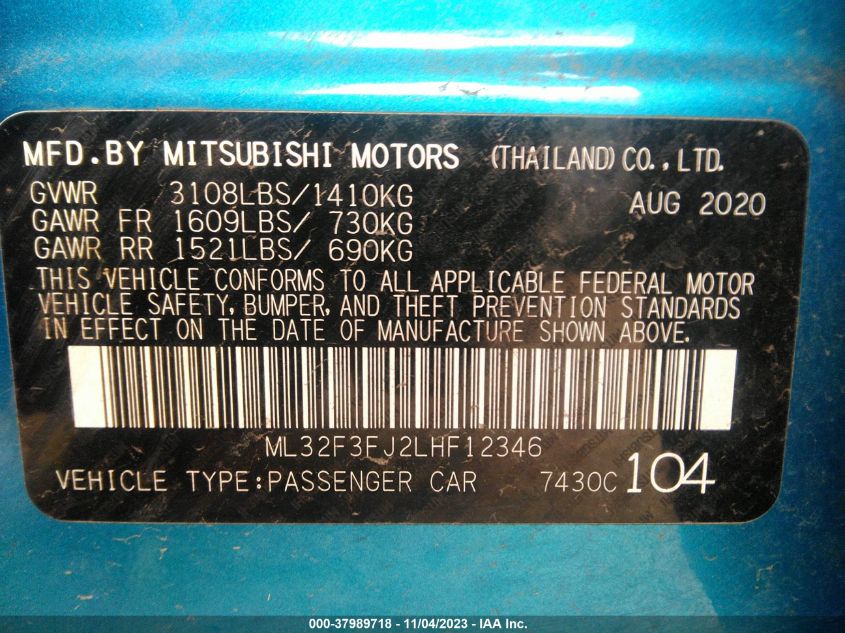 MFD.BY MITSUBISHI MOTORS (THAILAND) CO.,LTD.
GVWR 3108LBS/1410KG AUG 2020
GAWR FR 1609LBS/ 730KG
GAWR RR 1521LBS/ 690KG
THIS VEHICLE CONFORMS TO ALL APPLICABLE FEDERAL MOTOR
VEHICLE SAFETY, BUMPER, AND THEFT PREVENTION STANDARDS
IN EFFECT ON THE DATE OF MANUFACTURE SHOWN ABOVE.
ML32F3FJ2LHF12346
VEHICLE TYPE:PASSENGER CAR 7430C 104
000-37989718 - 11/04/2023 - IAA Inc.